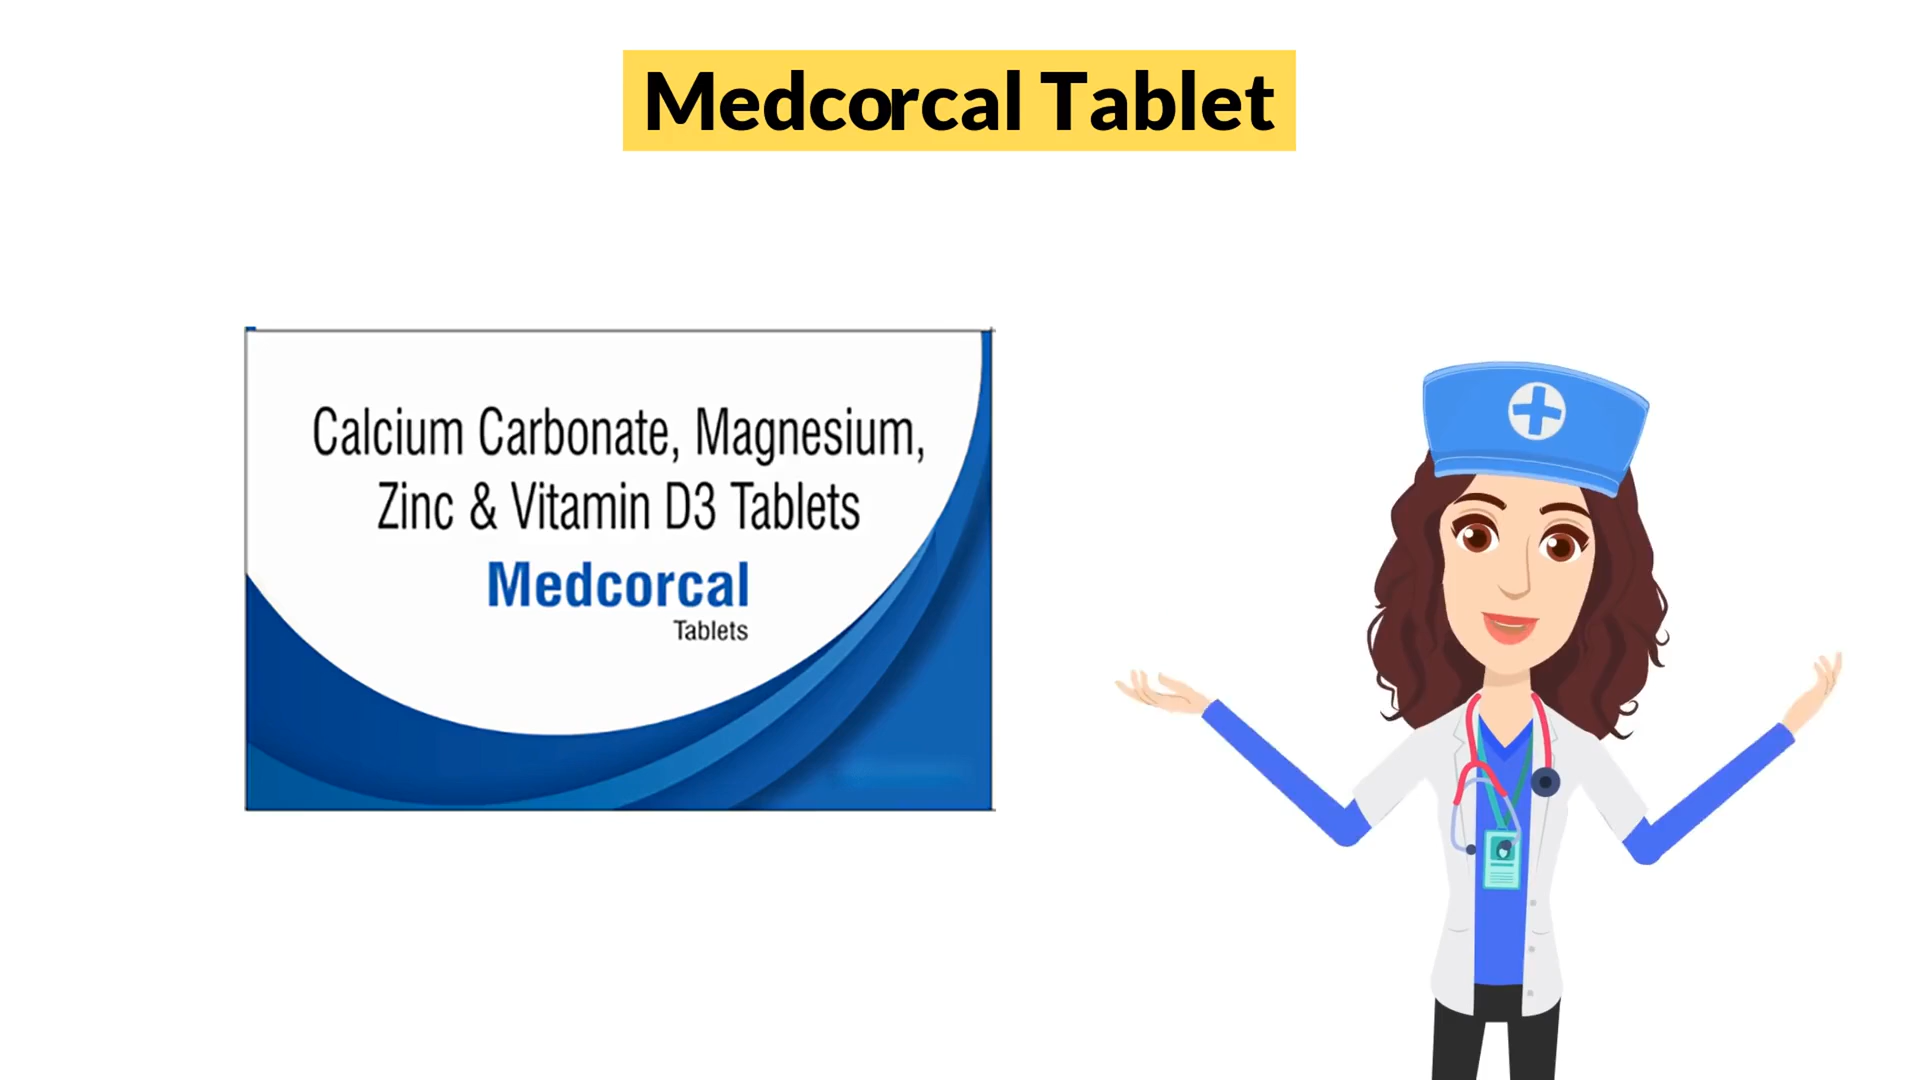 Medcorcal Tablet
Calcium Carbonate, Magnesium,
Zinc & Vitamin D3 Tablets
Medcorcal
Tablets